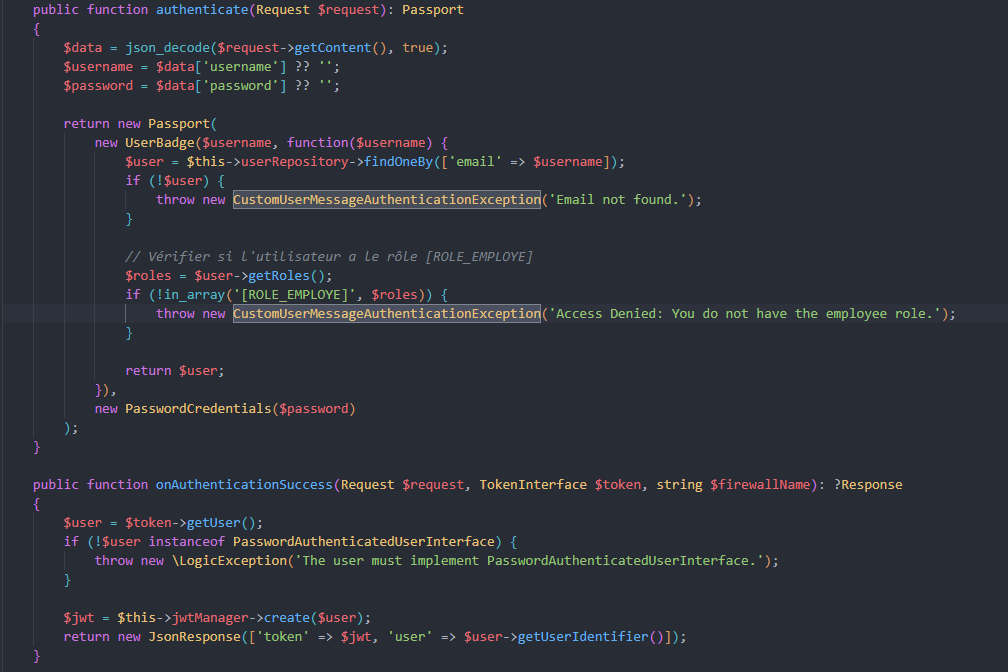 public function authenticate(Request $request): Passport
{
$data = json_decode($request->getContent(), true);
$username = $data['username'] ?? '';
$password = $data['password'] ?? '';
return new Passport(
new UserBadge($username, function($username) {
$user = $this->userRepository->findOneBy(['email' => $username]);
if (!$user) {
throw new CustomUserMessageAuthenticationException('Email not found.');
}
// Vérifier si l'utilisateur a le rôle [ROLE_EMPLOYE]
$roles = $user->getRoles();
if (!in_array('[ROLE_EMPLOYE]', $roles)) {
throw new CustomUserMessageAuthenticationException('Access Denied: You do not have the employee role.');
}
return $user;
}),
new PasswordCredentials($password)
);
}
public function onAuthenticationSuccess(Request $request, TokenInterface $token, string $firewallName): ?Response
{
$user = $token->getUser();
if (!$user instanceof PasswordAuthenticatedUserInterface) {
throw new \LogicException('The user must implement PasswordAuthenticatedUserInterface.');
}
$jwt = $this->jwtManager->create($user);
return new JsonResponse(['token' => $jwt, 'user' => $user->getUserIdentifier()]);
}